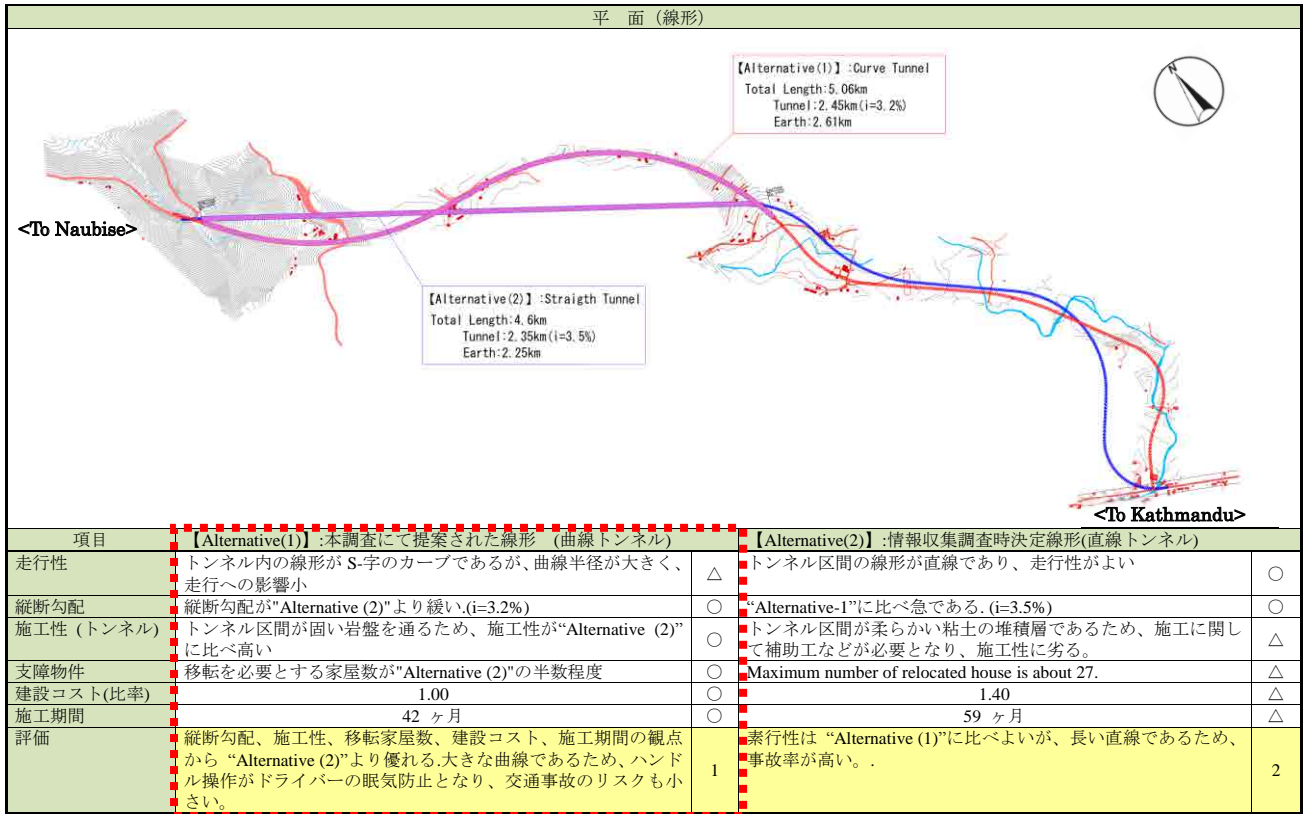 平 面 (線形)
【Alternative(1)】:Curve Tunnel
Total Length:5.06km
Tunnel:2.45km(i=3.2%)
Earth:2.61km
N
<To Naubise>
【Alternative(2)】:Straigth Tunnel
Total Length:4.6km
Tunnel:2.35km(i=3.5%)
Earth:2.25km
<To Kathmandu>
項目
【Alternative(1)】:本調査にて提案された線形 (曲線トンネル)
【Alternative(2)】:情報収集調査時決定線形(直線トンネル)
走行性
トンネル内の線形が S-字のカーブであるが、曲線半径が大きく、
走行への影響小
△
トンネル区間の線形が直線であり、走行性がよい
○
縦断勾配
縦断勾配が"Alternative (2)"より緩い.(i=3.2%)
○
“Alternative-1”に比べ急である. (i=3.5%)
○
施工性 (トンネル)
トンネル区間が固い岩盤を通るため、施工性が“Alternative (2)”
に比べ高い
○
トンネル区間が柔らかい粘土の堆積層であるため、施工に関し
て補助工などが必要となり、施工性に劣る。
△
支障物件
移転を必要とする家屋数が"Alternative (2)"の半数程度
○
Maximum number of relocated house is about 27.
△
建設コスト(比率)
1.00
○
1.40
△
施工期間
42 ヶ月
○
59 ヶ月
△
評価
縦断勾配、施工性、移転家屋数、建設コスト、施工期間の観点
から “Alternative (2)”より優れる.大きな曲線であるため、ハンド
ル操作がドライバーの眠気防止となり、交通事故のリスクも小
さい。
1
素行性は “Alternative (1)”に比べよいが、長い直線であるため、
事故率が高い。.
2